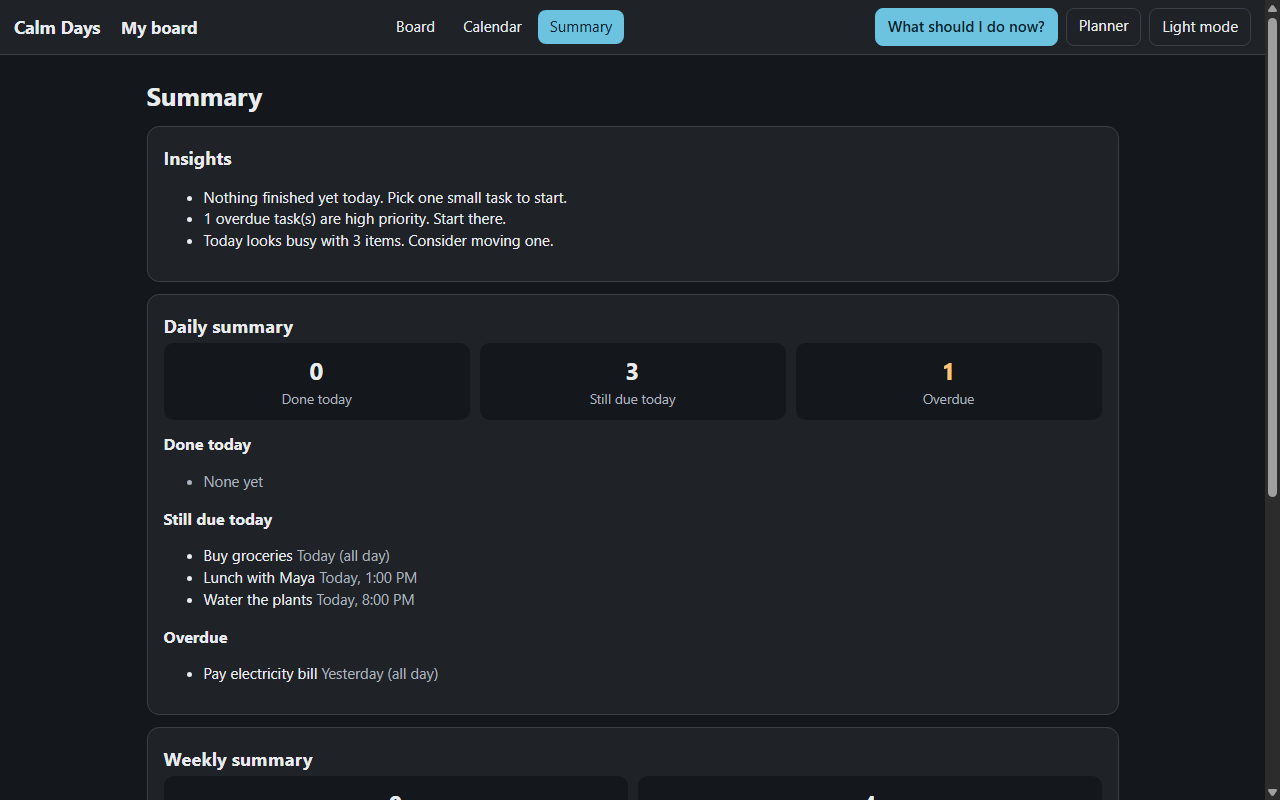 Calm Days My board Board Calendar Summary What should I do now? Planner Light mode
Summary
Insights
Nothing finished yet today. Pick one small task to start.
1 overdue task(s) are high priority. Start there.
Today looks busy with 3 items. Consider moving one.
Daily summary
0 3 1
Done today Still due today Overdue
Done today
None yet
Still due today
Buy groceries Today (all day)
Lunch with Maya Today, 1:00 PM
Water the plants Today, 8:00 PM
Overdue
Pay electricity bill Yesterday (all day)
Weekly summary